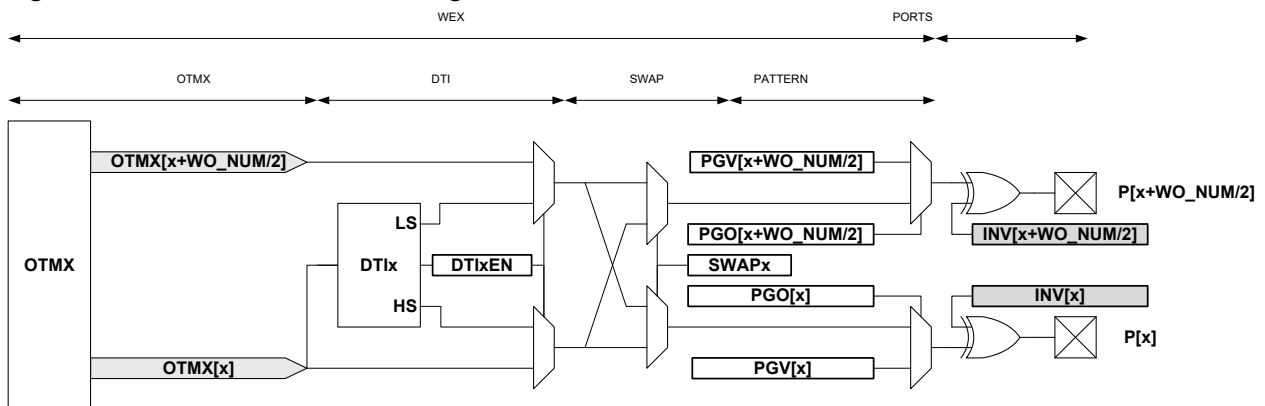 WEX PORTS
OTMX DTI SWAP PATTERN
OTMX[x+WO_NUM/2] PGV[x+WO_NUM/2]
P[x+WO_NUM/2]
LS
PGO[x+WO_NUM/2] INV[x+WO_NUM/2]
OTMX DTIx DTIxEN SWAPx
PGO[x] INV[x]
HS
P[x]
OTMX[x] PGV[x]